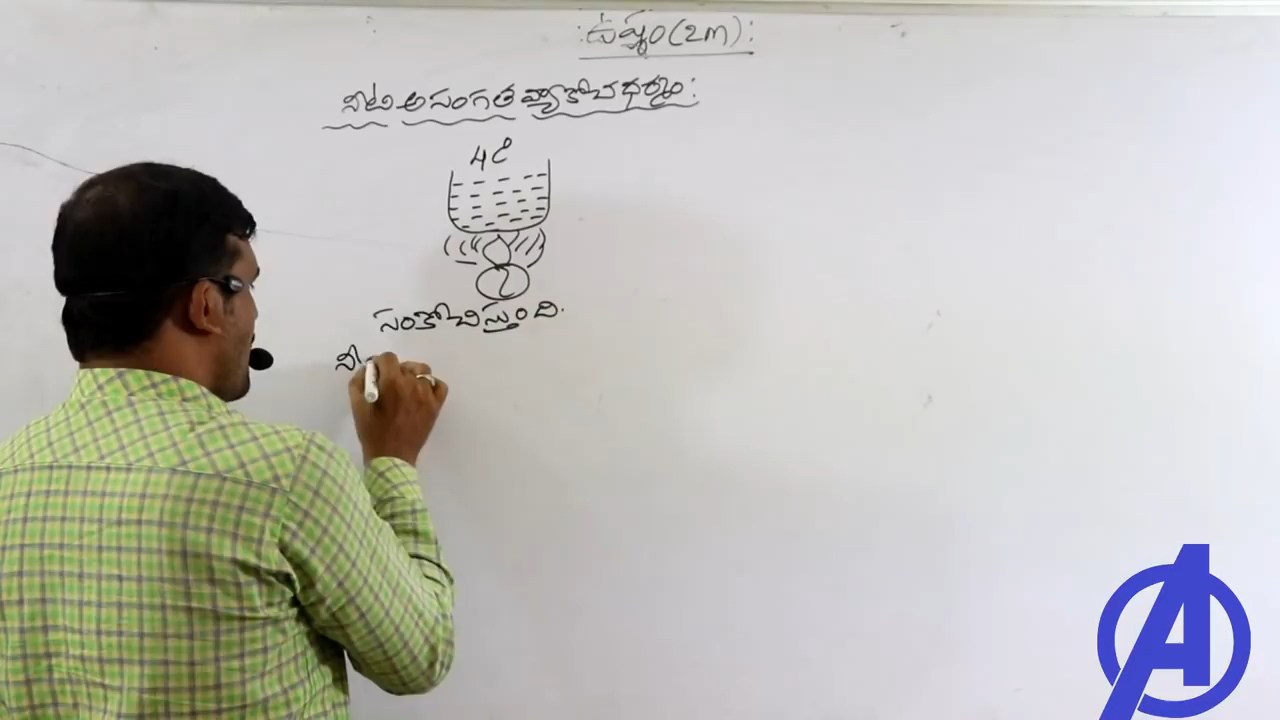 :ఉష్ణం(2m):
నీటి అసంగత వ్యాకోచ ధర్మం:
4℃
సంకోచిస్తుంది.
నీ